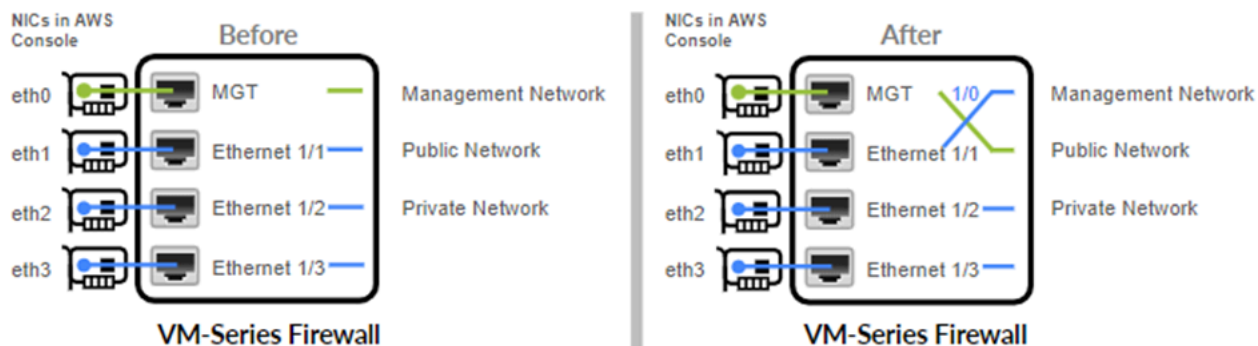 NICs in AWS
Console
Before
eth0
MGT
Management Network
eth1
Ethernet 1/1
Public Network
eth2
Ethernet 1/2
Private Network
eth3
Ethernet 1/3
VM-Series Firewall
NICs in AWS
Console
After
eth0
MGT
1/0
Management Network
eth1
Ethernet 1/1
Public Network
eth2
Ethernet 1/2
Private Network
eth3
Ethernet 1/3
VM-Series Firewall